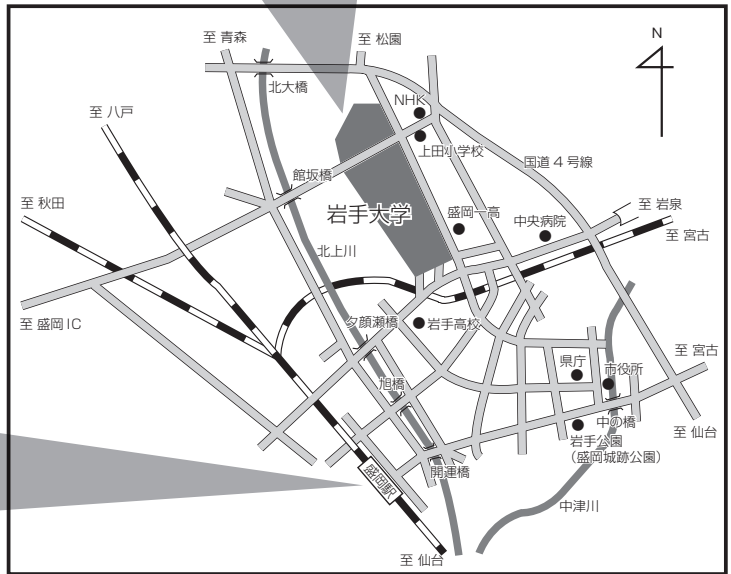 至 青森
至 松園
N
北大橋
NHK
至 八戸
上田小学校
国道 4 号線
館坂橋
至 秋田
岩手大学
盛岡一高
中央病院
至 岩泉
至 宮古
北上川
至 盛岡 IC
夕顔瀬橋
岩手高校
県庁
市役所
至 宮古
旭橋
中の橋
至 仙台
岩手公園
(盛岡城跡公園)
開運橋
盛岡駅
中津川
至 仙台